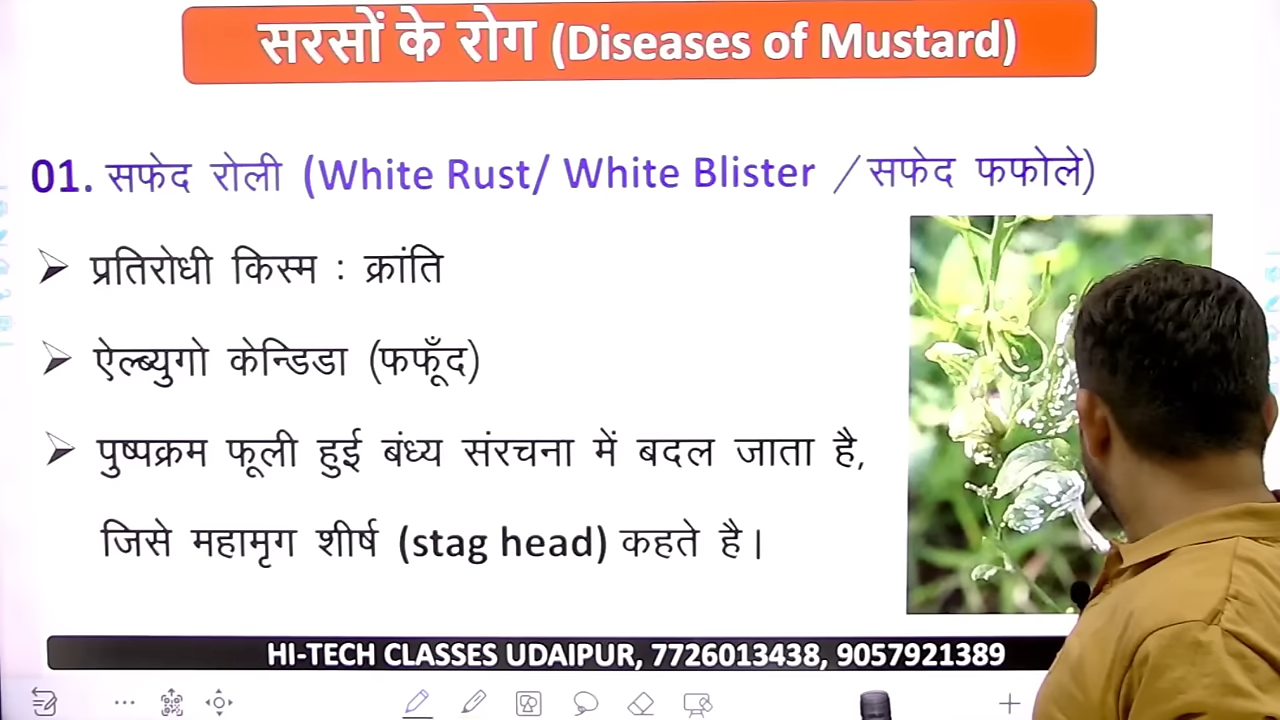 सरसों के रोग (Diseases of Mustard)
01. सफेद रोली (White Rust/ White Blister / सफेद फफोले)
➢ प्रतिरोधी किस्म : क्रांति
➢ ऐल्ब्युगो केन्डिडा (फफूँद)
➢ पुष्पक्रम फूली हुई बंध्य संरचना में बदल जाता है,
जिसे महामृग शीर्ष (stag head) कहते है।
HI-TECH CLASSES UDAIPUR, 7726013438, 9057921389